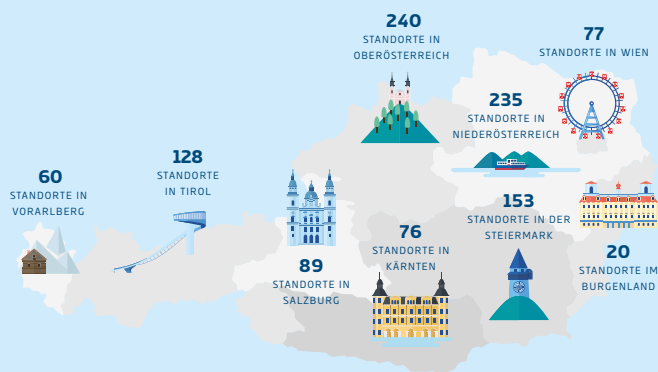 240
STANDORTE IN
OBERÖSTERREICH
77
STANDORTE IN WIEN
235
STANDORTE IN
NIEDERÖSTERREICH
128
STANDORTE
IN TIROL
60
STANDORTE IN
VORARLBERG
153
STANDORTE IN DER
STEIERMARK
76
STANDORTE IN
KÄRNTEN
89
STANDORTE IN
SALZBURG
20
STANDORTE IM
BURGENLAND